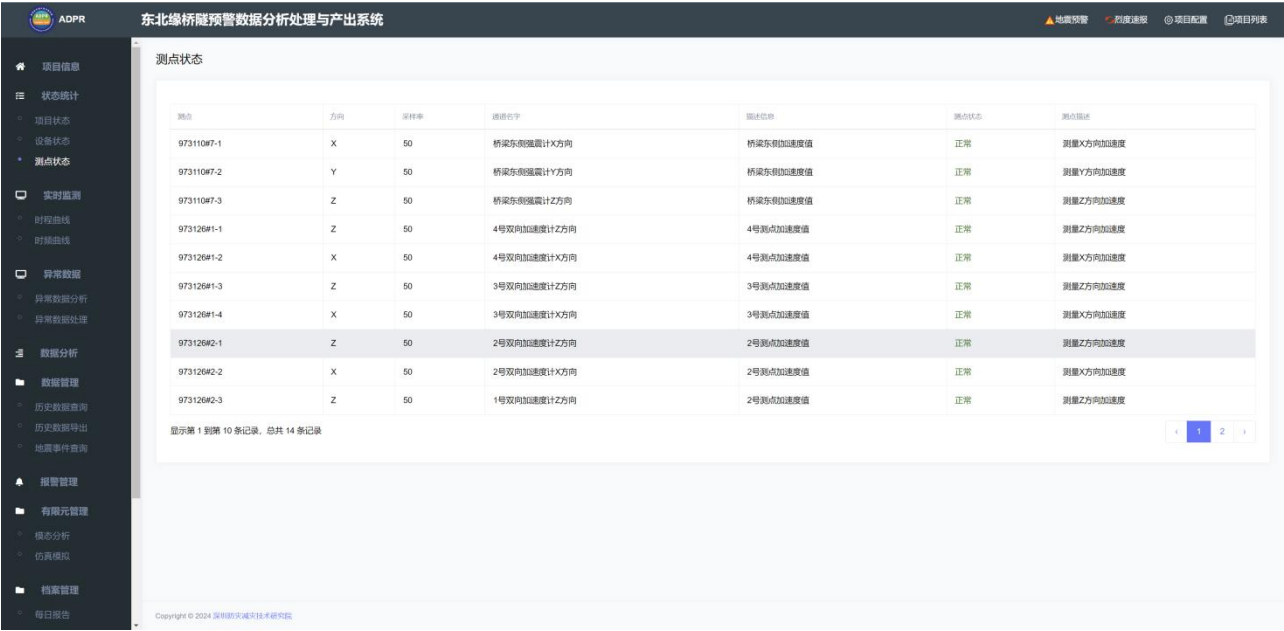 ADPR
东北缘桥隧预警数据分析处理与产出系统
地震预警 烈度速报 项目配置 项目列表
项目信息
状态统计
项目状态
设备状态
测点状态
实时监测
时程曲线
时频曲线
异常数据
异常数据分析
异常数据处理
数据分析
数据管理
历史数据查询
历史数据导出
地震事件查询
报警管理
有限元管理
模态分析
仿真模拟
档案管理
每日报告
测点状态
测点 方向 采样率 通道名字 描述信息 测点状态 测点描述
973110#7-1 X 50 桥梁东侧强震计X方向 桥梁东侧加速度值 正常 测量X方向加速度
973110#7-2 Y 50 桥梁东侧强震计Y方向 桥梁东侧加速度值 正常 测量Y方向加速度
973110#7-3 Z 50 桥梁东侧强震计Z方向 桥梁东侧加速度值 正常 测量Z方向加速度
973126#1-1 Z 50 4号双向加速度计Z方向 4号测点加速度值 正常 测量Z方向加速度
973126#1-2 X 50 4号双向加速度计X方向 4号测点加速度值 正常 测量X方向加速度
973126#1-3 Z 50 3号双向加速度计Z方向 3号测点加速度值 正常 测量Z方向加速度
973126#1-4 X 50 3号双向加速度计X方向 3号测点加速度值 正常 测量X方向加速度
973126#2-1 Z 50 2号双向加速度计Z方向 2号测点加速度值 正常 测量Z方向加速度
973126#2-2 X 50 2号双向加速度计X方向 2号测点加速度值 正常 测量X方向加速度
973126#2-3 Z 50 1号双向加速度计Z方向 2号测点加速度值 正常 测量Z方向加速度
显示第 1 到第 10 条记录，总共 14 条记录
‹ 1 2 ›
Copyright © 2024 深圳防灾减灾技术研究院